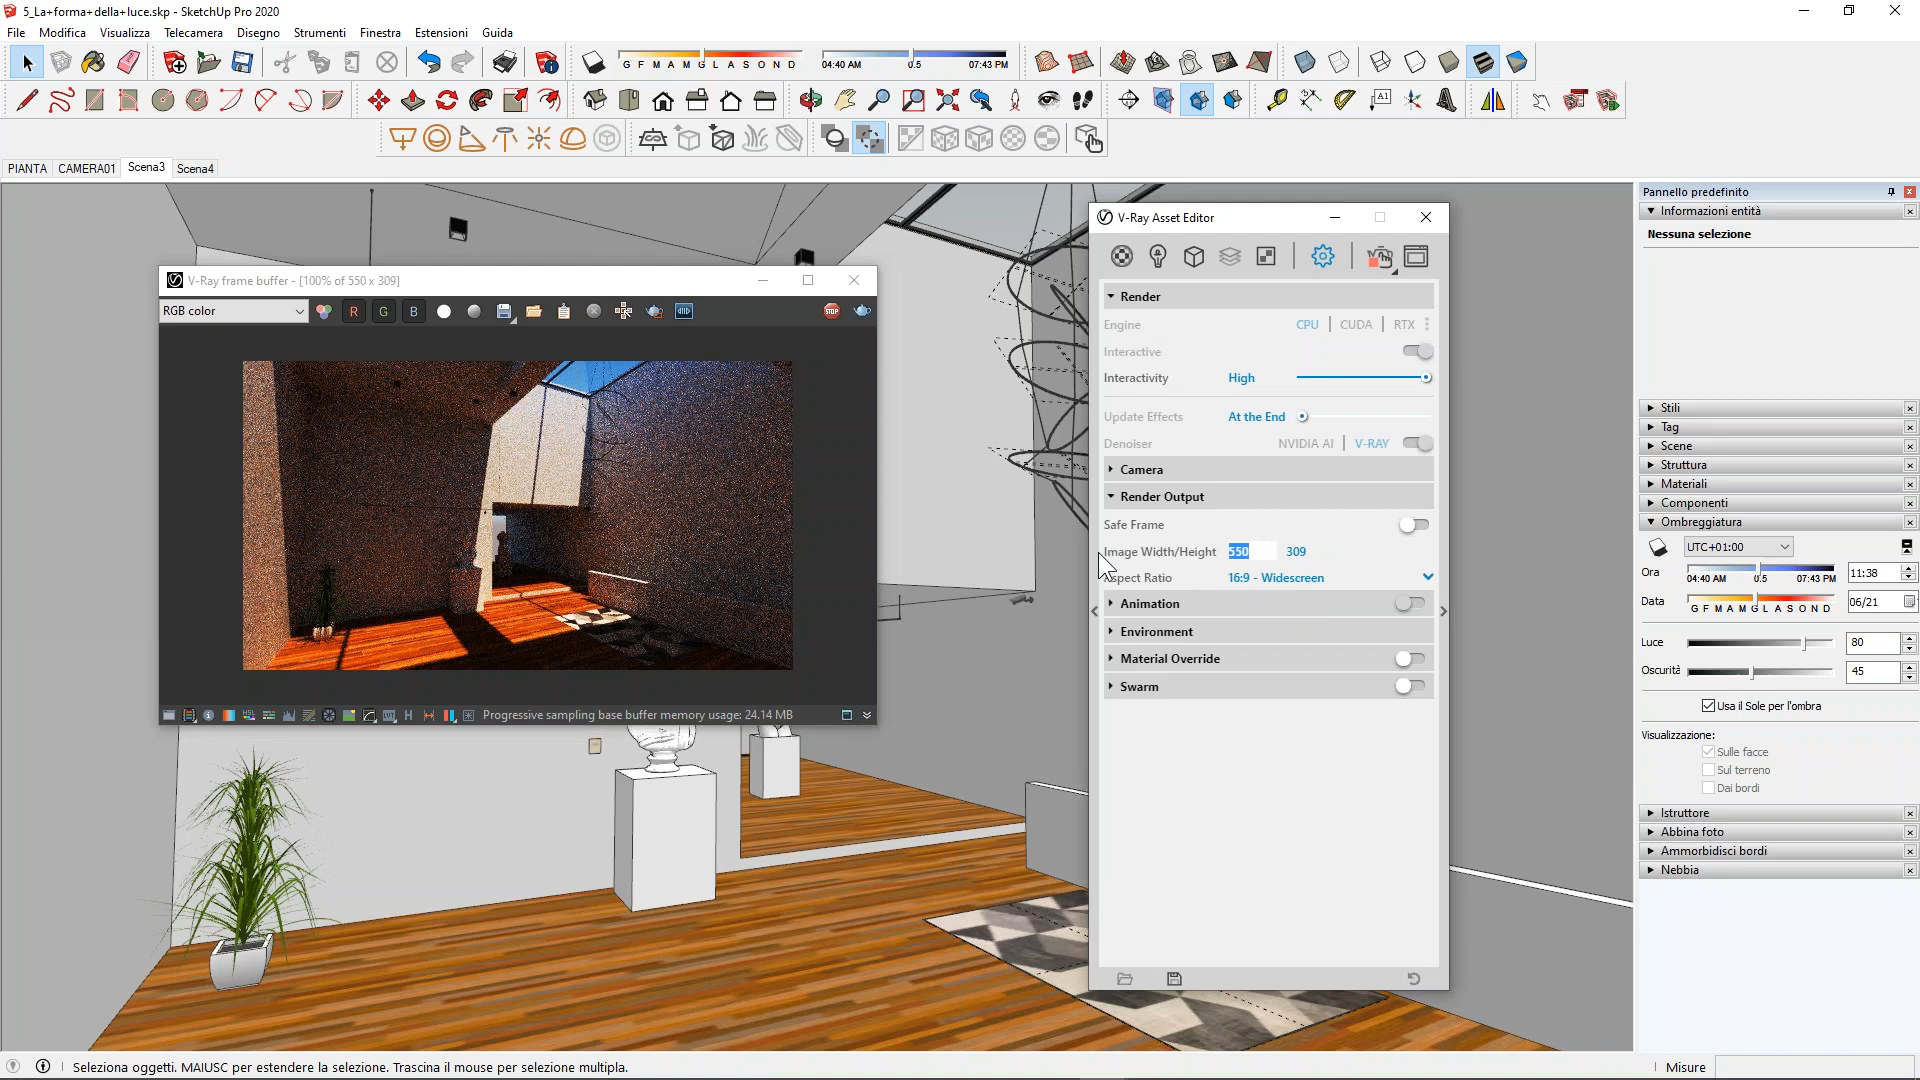 5_La+forma+della+luce.skp - SketchUp Pro 2020
File Modifica Visualizza Telecamera Disegno Strumenti Finestra Estensioni Guida
G F M A M G L A S O N D 04:40 AM 0.5 07:43 PM
A1
PIANTA CAMERA01 Scena3 Scena4
V-Ray frame buffer - [100% of 550 x 309]
RGB color R G B STOP
HSL LUT H Progressive sampling base buffer memory usage: 24.14 MB
V-Ray Asset Editor
Render
Engine CPU CUDA RTX
Interactive
Interactivity High
Update Effects At the End
Denoiser NVIDIA AI V-RAY
Camera
Render Output
Safe Frame
Image Width/Height 550 309
Aspect Ratio 16:9 - Widescreen
Animation
Environment
Material Override
Swarm
Pannello predefinito
Informazioni entità
Nessuna selezione
Stili
Tag
Scene
Struttura
Materiali
Componenti
Ombreggiatura
UTC+01:00
Ora 04:40 AM 0.5 07:43 PM 11:38
Data G F M A M G L A S O N D 06/21
Luce 80
Oscurità 45
Usa il Sole per l'ombra
Visualizzazione:
Sulle facce
Sul terreno
Dai bordi
Istruttore
Abbina foto
Ammorbidisci bordi
Nebbia
Seleziona oggetti. MAIUSC per estendere la selezione. Trascina il mouse per selezione multipla.
Misure